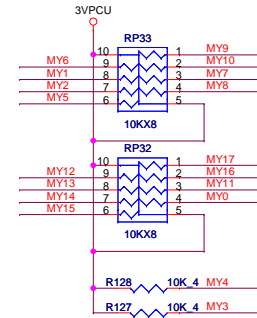 3VPCU
RP33
10 1 MY9
MY6 9 2 MY10
MY1 8 3 MY7
MY2 7 4 MY8
MY5 6 5
10KX8
RP32
10 1 MY17
MY12 9 2 MY16
MY13 8 3 MY11
MY14 7 4 MY0
MY15 6 5
10KX8
R128 10K_4 MY4
R127 10K_4 MY3